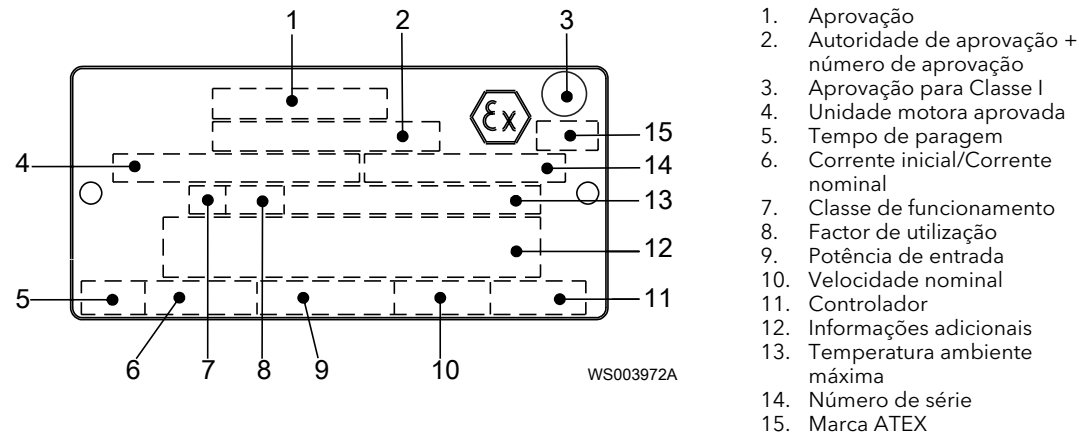 1
2
3
Ex
15
4
14
13
12
5
11
6
7
8
9
10
WS003972A
1. Aprovação
2. Autoridade de aprovação +
número de aprovação
3. Aprovação para Classe I
4. Unidade motora aprovada
5. Tempo de paragem
6. Corrente inicial/Corrente
nominal
7. Classe de funcionamento
8. Factor de utilização
9. Potência de entrada
10. Velocidade nominal
11. Controlador
12. Informações adicionais
13. Temperatura ambiente
máxima
14. Número de série
15. Marca ATEX